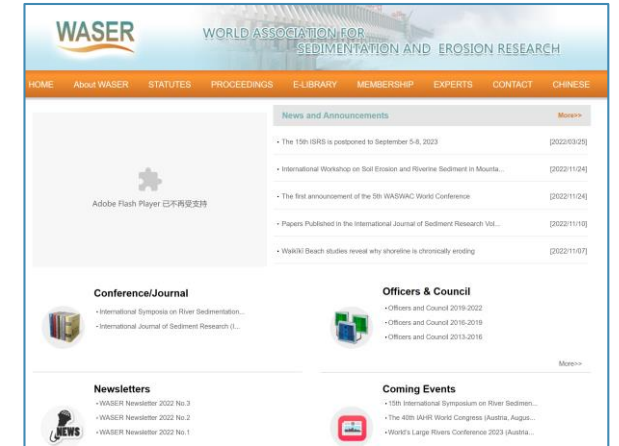 WASER
WORLD ASSOCIATION FOR
SEDIMENTATION AND EROSION RESEARCH
HOME About WASER STATUTES PROCEEDINGS E-LIBRARY MEMBERSHIP EXPERTS CONTACT CHINESE
News and Announcements More>>
• The 15th ISRS is postponed to September 5-8, 2023 [2022/03/25]
• International Workshop on Soil Erosion and Riverine Sediment in Mounta... [2022/11/24]
• The first announcement of the 5th WASWAC World Conference [2022/11/24]
• Papers Published in the International Journal of Sediment Research Vol... [2022/11/10]
• Waikīkī Beach studies reveal why shoreline is chronically eroding [2022/11/07]
Adobe Flash Player 已不再受支持
Conference/Journal
• International Symposia on River Sedimentation...
• International Journal of Sediment Research (I...
Officers & Council
• Officers and Council 2019-2022
• Officers and Council 2016-2019
• Officers and Council 2013-2016
More>>
Newsletters
• WASER Newsletter 2022 No.3
• WASER Newsletter 2022 No.2
• WASER Newsletter 2022 No.1
NEWS
Coming Events
• 15th International Symposium on River Sedimen...
• The 40th IAHR World Congress (Austria, Augus...
• World's Large Rivers Conference 2023 (Austria...